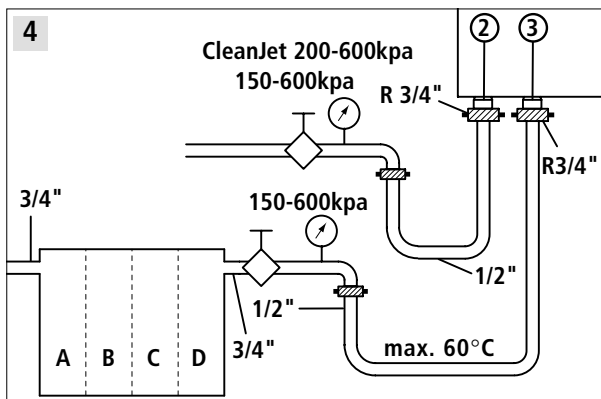 4
2 3
CleanJet 200-600kpa
150-600kpa
R 3/4"
R3/4"
3/4"
150-600kpa
1/2"
1/2"
3/4"
max. 60°C
A B C D